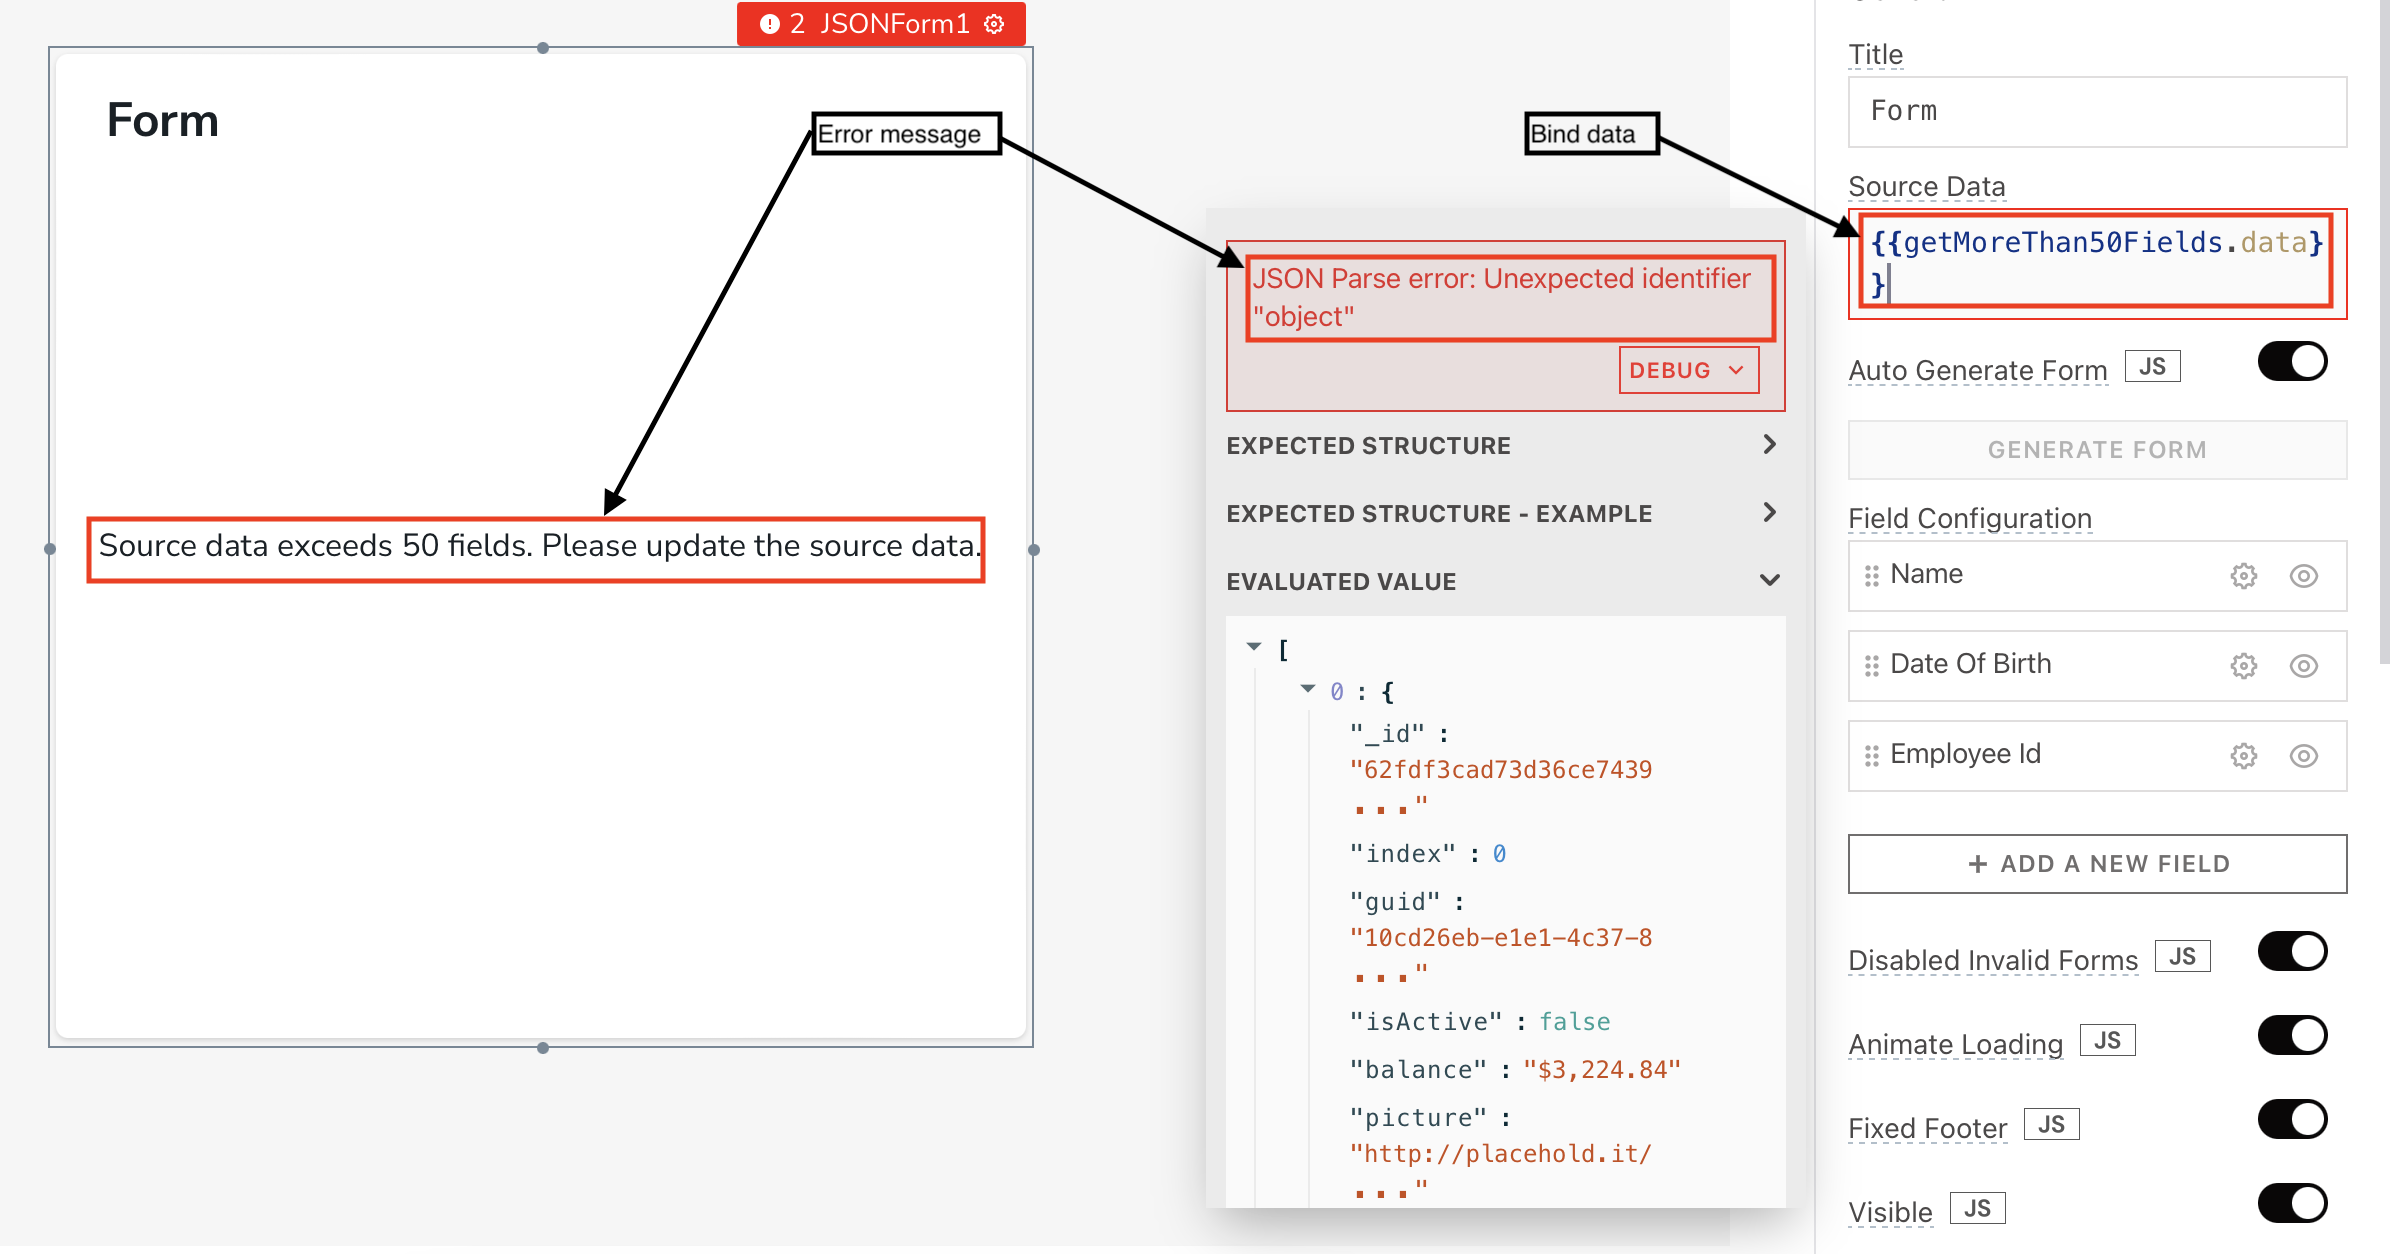 2 JSONForm1
Form
Error message
Source data exceeds 50 fields. Please update the source data.
Bind data
JSON Parse error: Unexpected identifier
"object"
DEBUG
EXPECTED STRUCTURE
EXPECTED STRUCTURE - EXAMPLE
EVALUATED VALUE
[
0 : {
"_id" :
"62fdf3cad73d36ce7439
..."
"index" : 0
"guid" :
"10cd26eb-e1e1-4c37-8
..."
"isActive" : false
"balance" : "$3,224.84"
"picture" :
"http://placehold.it/
..."
Title
Form
Source Data
{{getMoreThan50Fields.data}
}
Auto Generate Form JS
GENERATE FORM
Field Configuration
Name
Date Of Birth
Employee Id
+ ADD A NEW FIELD
Disabled Invalid Forms JS
Animate Loading JS
Fixed Footer JS
Visible JS